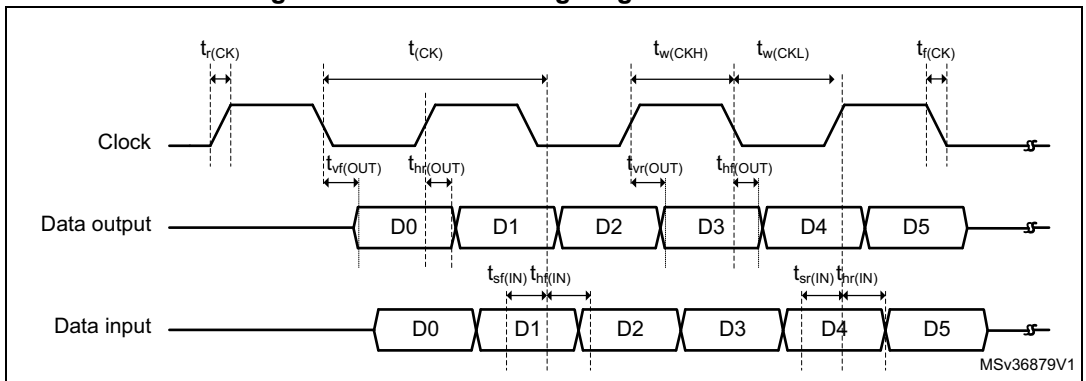 t_r(CK) t_(CK) t_w(CKH) t_w(CKL) t_f(CK)
Clock
t_vf(OUT) t_hr(OUT) t_vr(OUT) t_hf(OUT)
Data output D0 D1 D2 D3 D4 D5
t_sf(IN) t_hf(IN) t_sr(IN) t_hr(IN)
Data input D0 D1 D2 D3 D4 D5
MSv36879V1